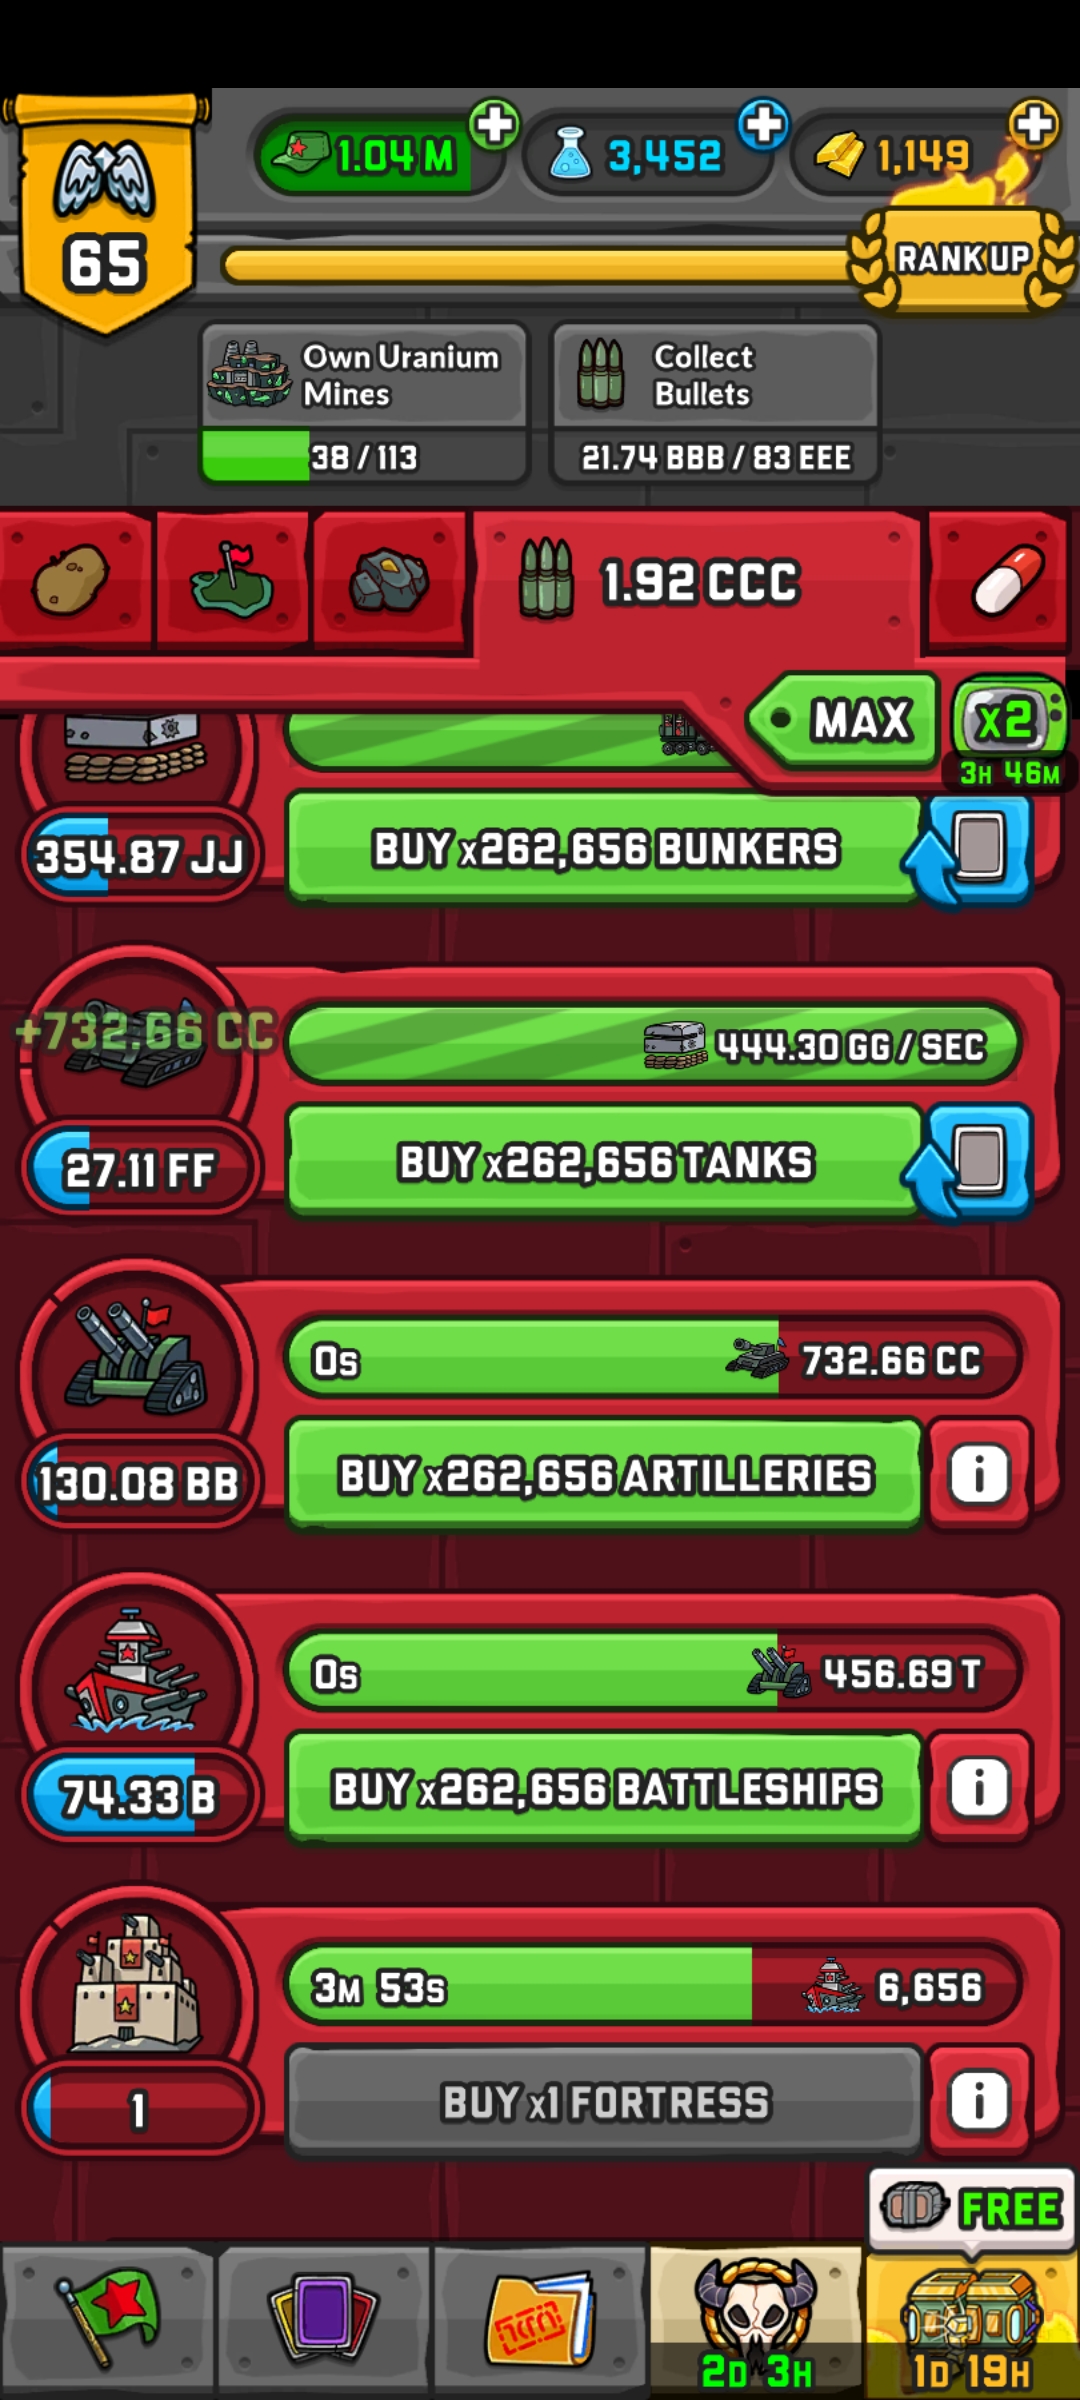 1.04 M
3,452
1,149
65
RANK UP
Own Uranium
Mines
38 / 113
Collect
Bullets
21.74 BBB / 83 EEE
1.92 CCC
MAX
x2
3H 46M
354.87 JJ
BUY x262,656 BUNKERS
+732.66 CC
444.30 GG / SEC
27.11 FF
BUY x262,656 TANKS
0s
732.66 CC
130.08 BB
BUY x262,656 ARTILLERIES
0s
456.69 T
74.33 B
BUY x262,656 BATTLESHIPS
3M 53s
6,656
1
BUY x1 FORTRESS
FREE
2D 3H
1D 19H